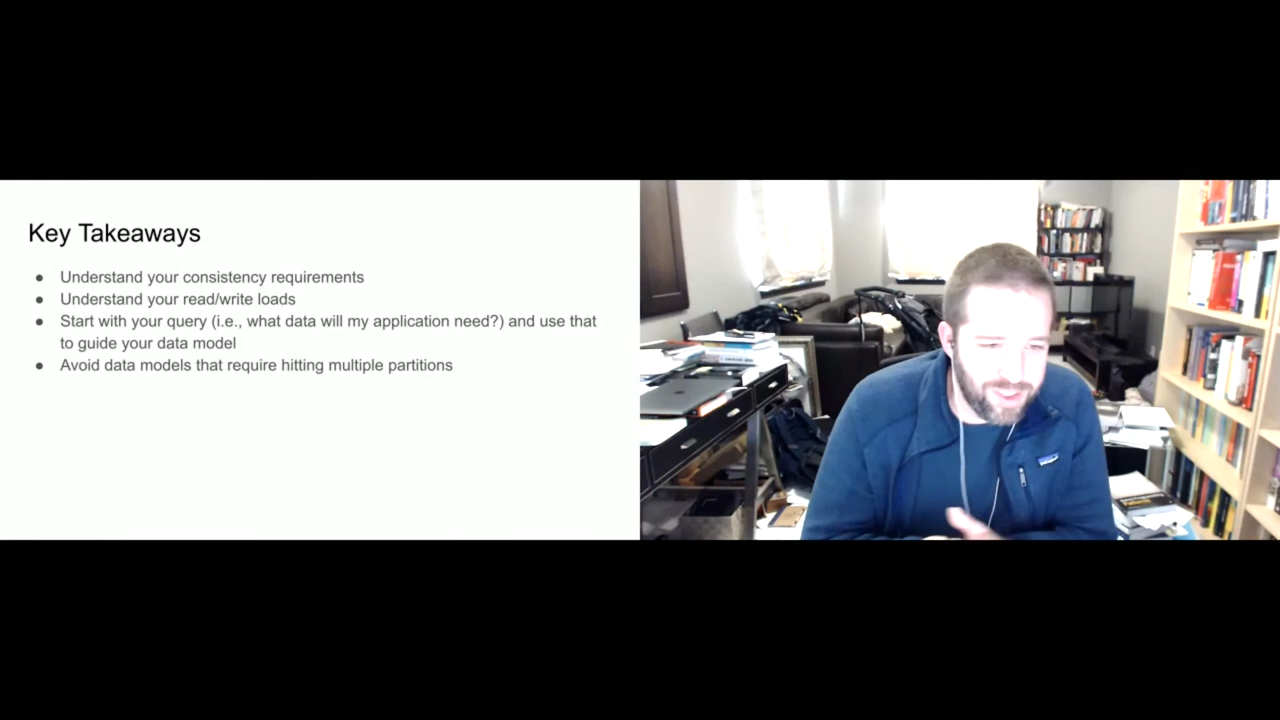 Key Takeaways
● Understand your consistency requirements
● Understand your read/write loads
● Start with your query (i.e., what data will my application need?) and use that
to guide your data model
● Avoid data models that require hitting multiple partitions